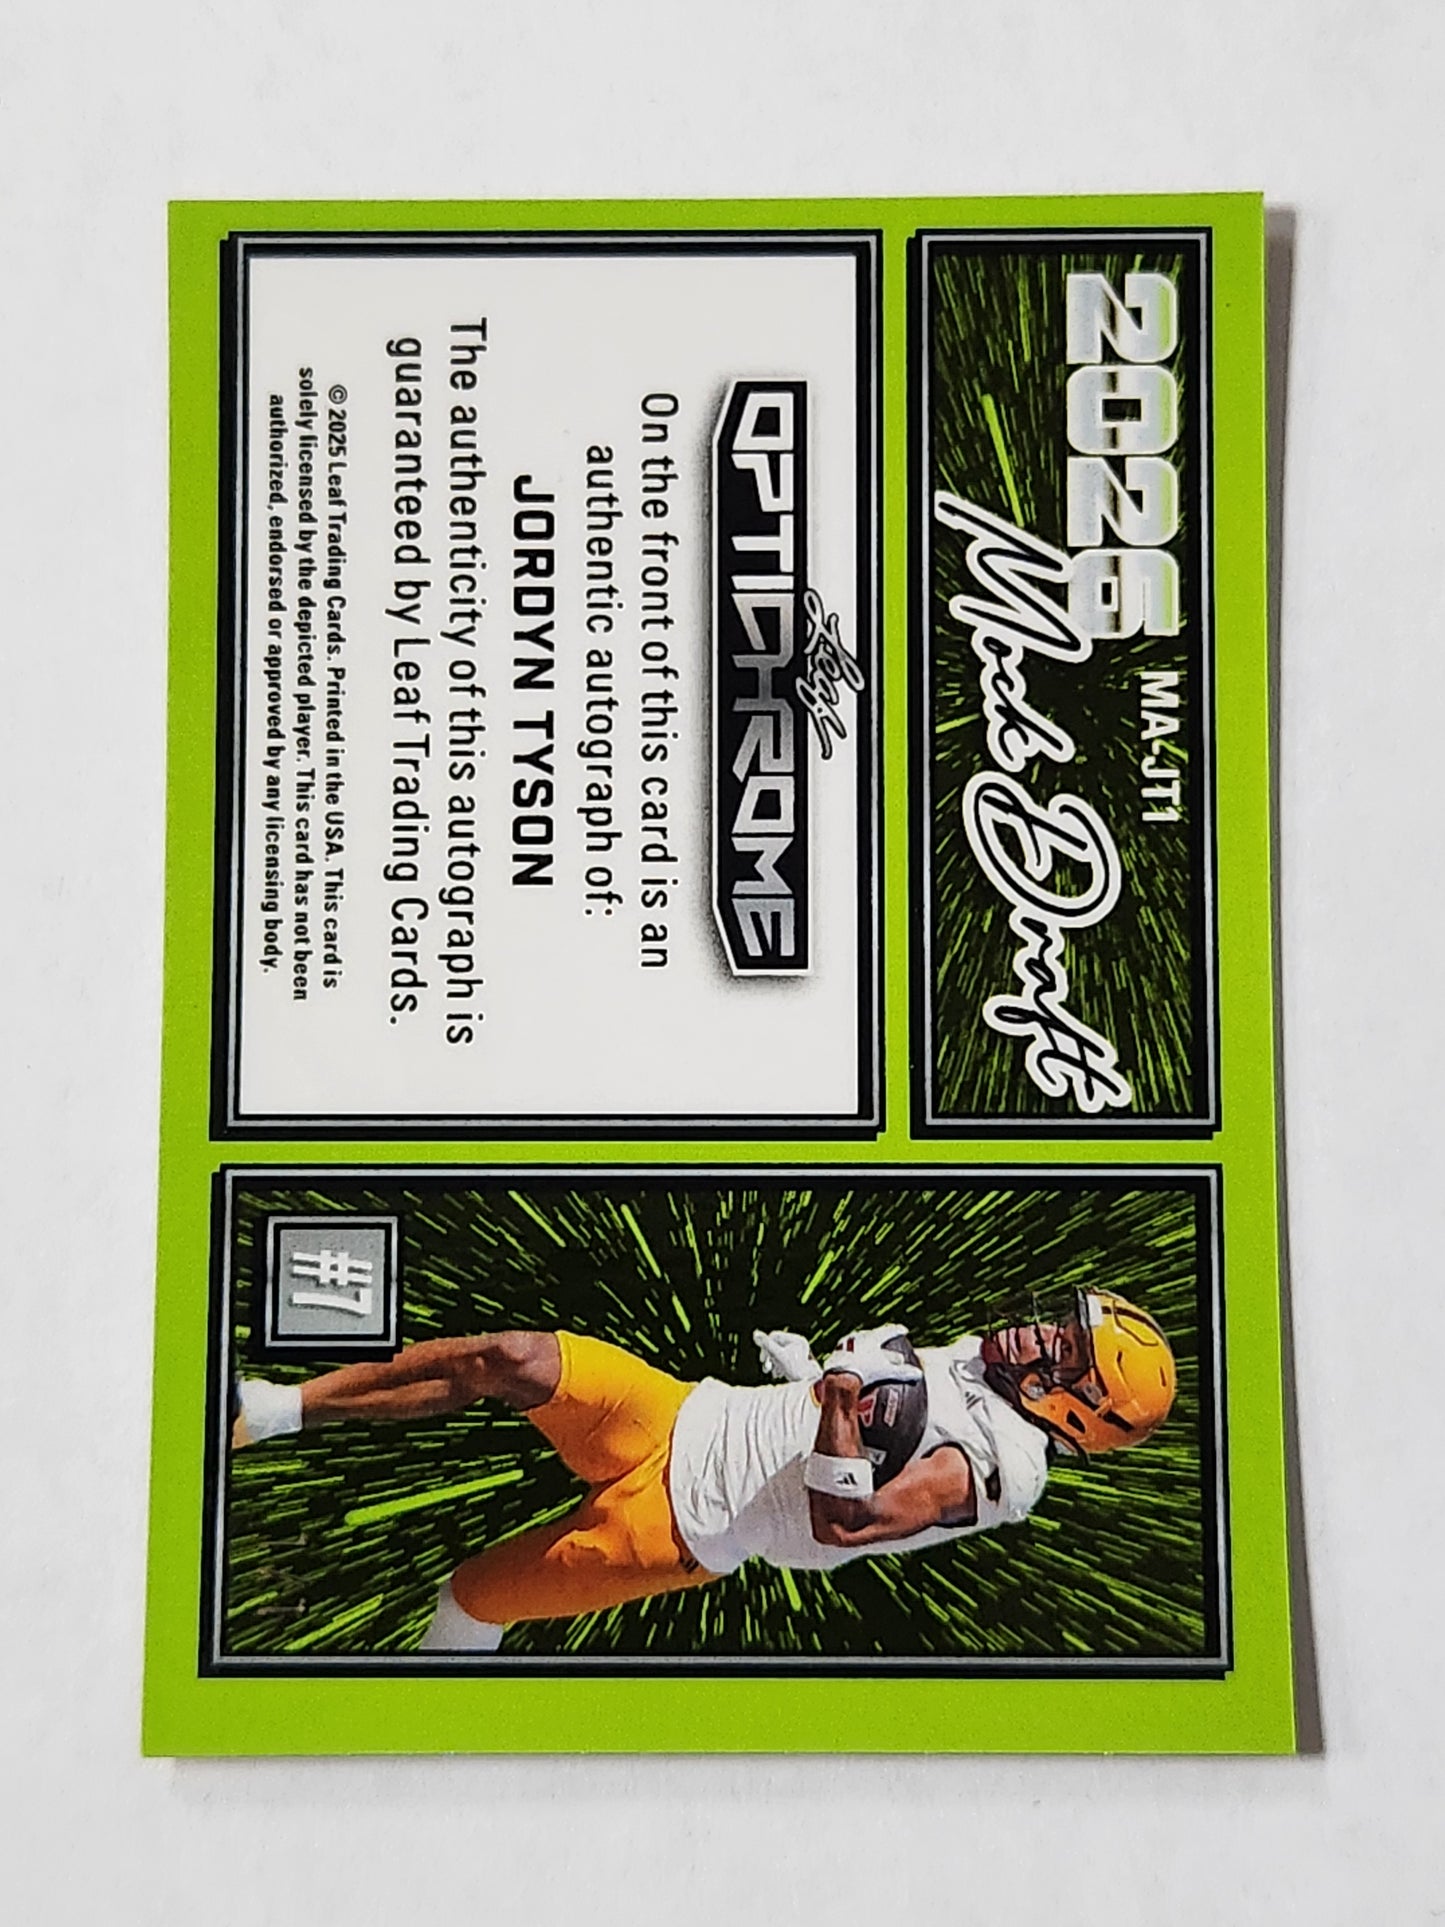 MA-JT1
2026
Mock Draft
Leaf
OPTICHROME
On the front of this card is an
authentic autograph of:
JORDYN TYSON
The authenticity of this autograph is
guaranteed by Leaf Trading Cards.
© 2025 Leaf Trading Cards. Printed in the USA. This card is
solely licensed by the depicted player. This card has not been
authorized, endorsed or approved by any licensing body.
#7